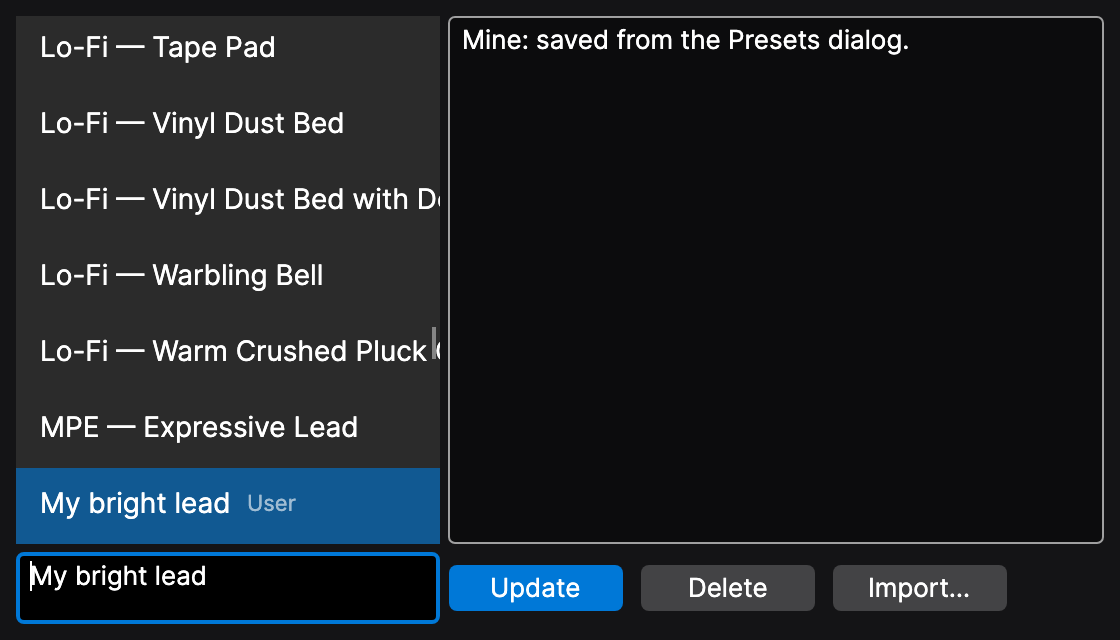 Lo-Fi — Tape Pad
Lo-Fi — Vinyl Dust Bed
Lo-Fi — Vinyl Dust Bed with
Lo-Fi — Warbling Bell
Lo-Fi — Warm Crushed Pluck
MPE — Expressive Lead
My bright lead User
My bright lead
Mine: saved from the Presets dialog.
Update
Delete
Import...